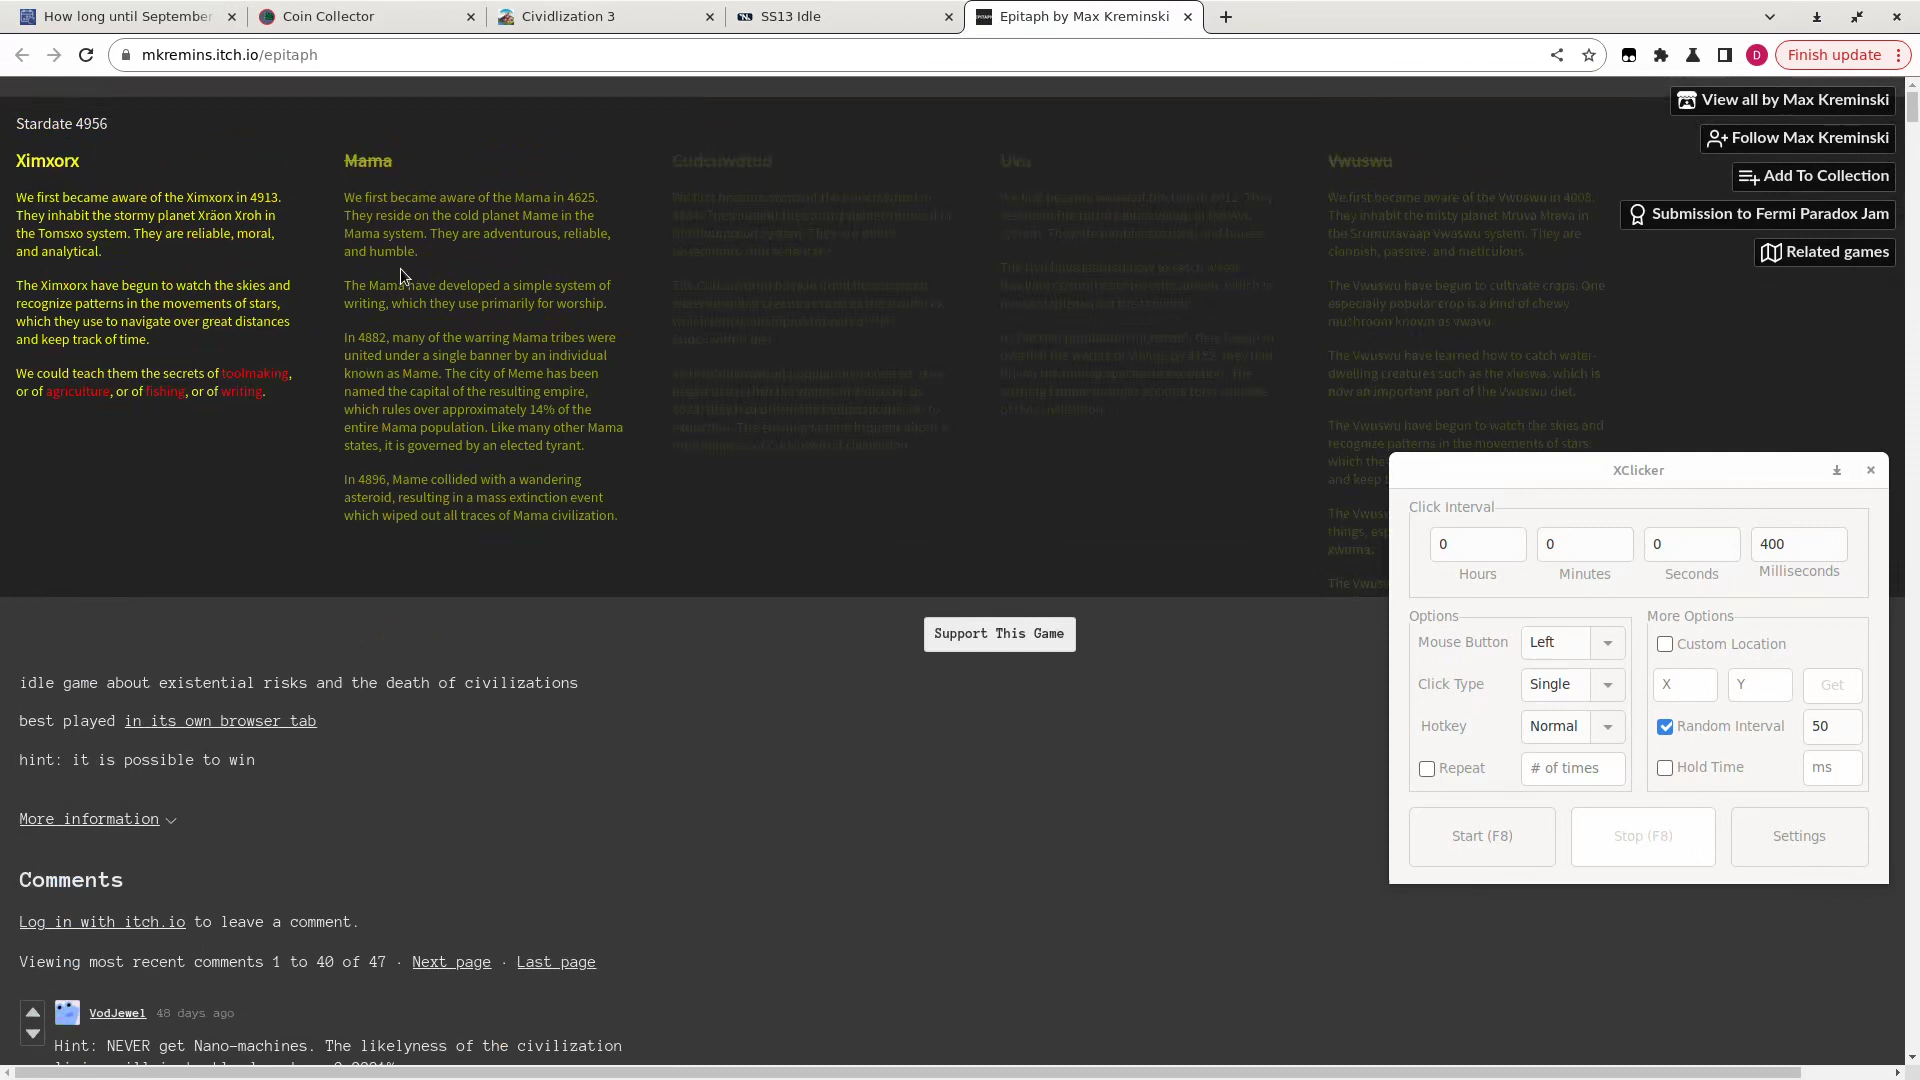 How long until September
Coin Collector
Cividlization 3
SS13 Idle
Epitaph by Max Kreminski
mkremins.itch.io/epitaph
D
Finish update
View all by Max Kreminski
Follow Max Kreminski
Add To Collection
Submission to Fermi Paradox Jam
Related games
Stardate 4956
Ximxorx
We first became aware of the Ximxorx in 4913.
They inhabit the stormy planet Xräon Xroh in
the Tomsxo system. They are reliable, moral,
and analytical.
The Ximxorx have begun to watch the skies and
recognize patterns in the movements of stars,
which they use to navigate over great distances
and keep track of time.
We could teach them the secrets of toolmaking,
or of agriculture, or of fishing, or of writing.
Mama
We first became aware of the Mama in 4625.
They reside on the cold planet Mame in the
Mama system. They are adventurous, reliable,
and humble.
The Mama have developed a simple system of
writing, which they use primarily for worship.
In 4882, many of the warring Mama tribes were
united under a single banner by an individual
known as Mame. The city of Meme has been
named the capital of the resulting empire,
which rules over approximately 14% of the
entire Mama population. Like many other Mama
states, it is governed by an elected tyrant.
In 4896, Mame collided with a wandering
asteroid, resulting in a mass extinction event
which wiped out all traces of Mama civilization.
Vwuswu
We first became aware of the Vwuswu in 4008.
They inhabit the misty planet Mruva Mrava in
the Srumuxavaap Vwaswu system. They are
clannish, passive, and meticulous.
The Vwuswu have begun to cultivate crops. One
especially popular crop is a kind of chewy
mushroom known as vwavu.
The Vwuswu have learned how to catch water-
dwelling creatures such as the xluswa, which is
now an important part of the Vwuswu diet.
The Vwuswu have begun to watch the skies and
recognize patterns in the movements of stars,
which the
and keep
The Vwus
things, esp
The Vwus
XClicker
Click Interval
0 0 0 400
Hours Minutes Seconds Milliseconds
Options
Mouse Button Left
Click Type Single
Hotkey Normal
Repeat # of times
More Options
Custom Location
X Y Get
Random Interval 50
Hold Time ms
Start (F8) Stop (F8) Settings
Support This Game
idle game about existential risks and the death of civilizations
best played in its own browser tab
hint: it is possible to win
More information
Comments
Log in with itch.io to leave a comment.
Viewing most recent comments 1 to 40 of 47 · Next page · Last page
VodJewel 48 days ago
Hint: NEVER get Nano-machines. The likelyness of the civilization